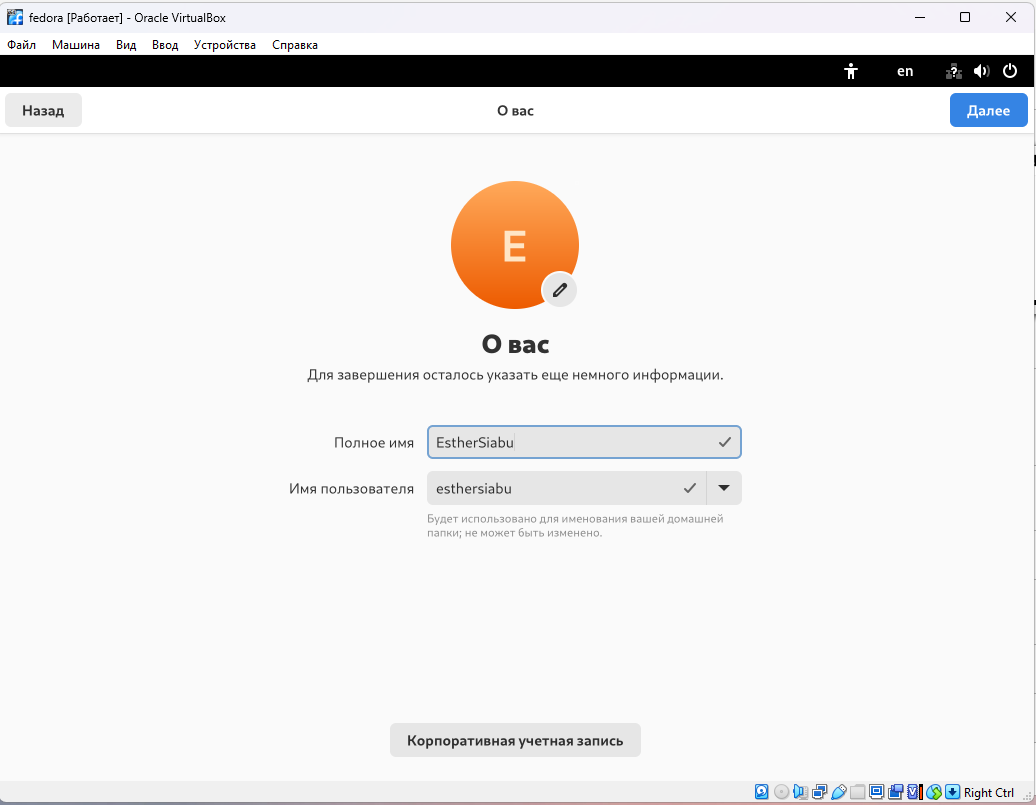 fedora [Работает] - Oracle VirtualBox
Файл Машина Вид Ввод Устройства Справка
en
Назад О вас Далее
E
О вас
Для завершения осталось указать еще немного информации.
Полное имя EstherSiabu
Имя пользователя esthersiabu
Будет использовано для именования вашей домашней
папки; не может быть изменено.
Корпоративная учетная запись
Right Ctrl